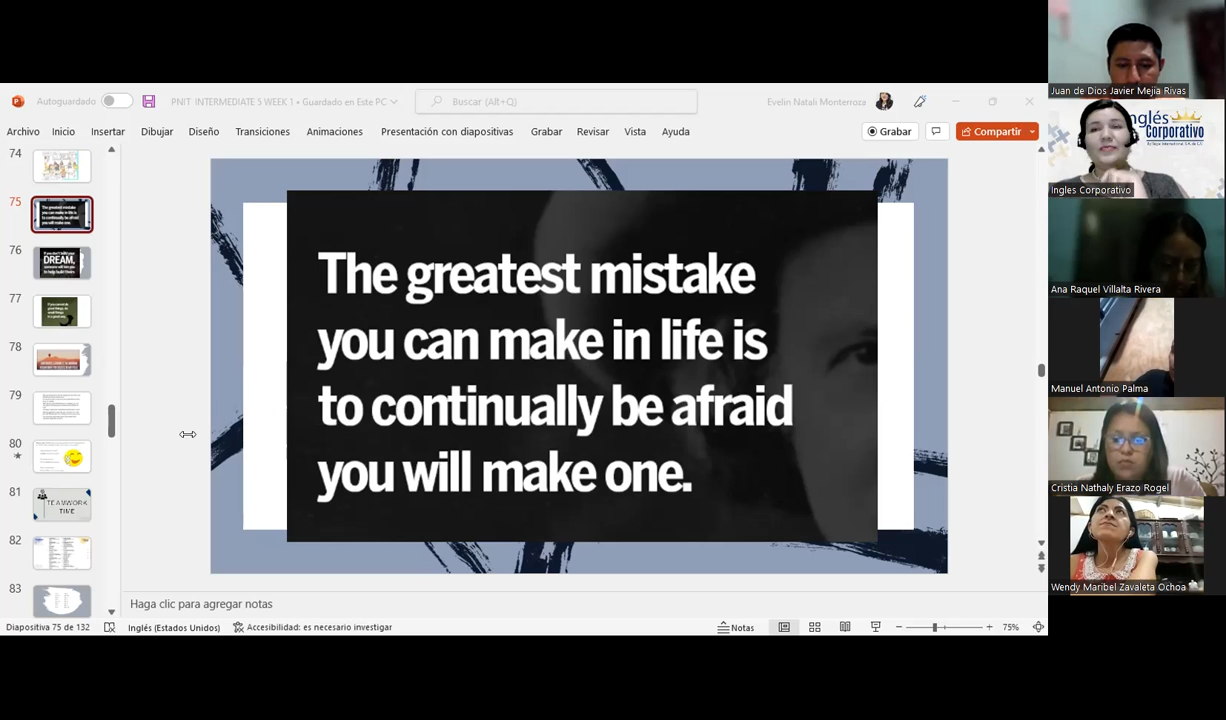 Autoguardado
PNIT INTERMEDIATE 5 WEEK 1 • Guardado en Este PC
Buscar (Alt+Q)
Evelin Natali Monterroza
Archivo Inicio Insertar Dibujar Diseño Transiciones Animaciones Presentación con diapositivas Grabar Revisar Vista Ayuda
Grabar
Compartir
74
75
76
77
78
79
80
81
82
83
The greatest mistake
you can make in life is
to continually be afraid
you will make one.
DREAM,
TEAMWORK
TIME
Haga clic para agregar notas
Diapositiva 75 de 132
Inglés (Estados Unidos)
Accesibilidad: es necesario investigar
Notas
75%
Juan de Dios Javier Mejia Rivas
nglés
Corporativo
Ingles Corporativo
Ana Raquel Villalta Rivera
Manuel Antonio Palma
Cristia Nathaly Erazo Rogel
Wendy Maribel Zavaleta Ochoa